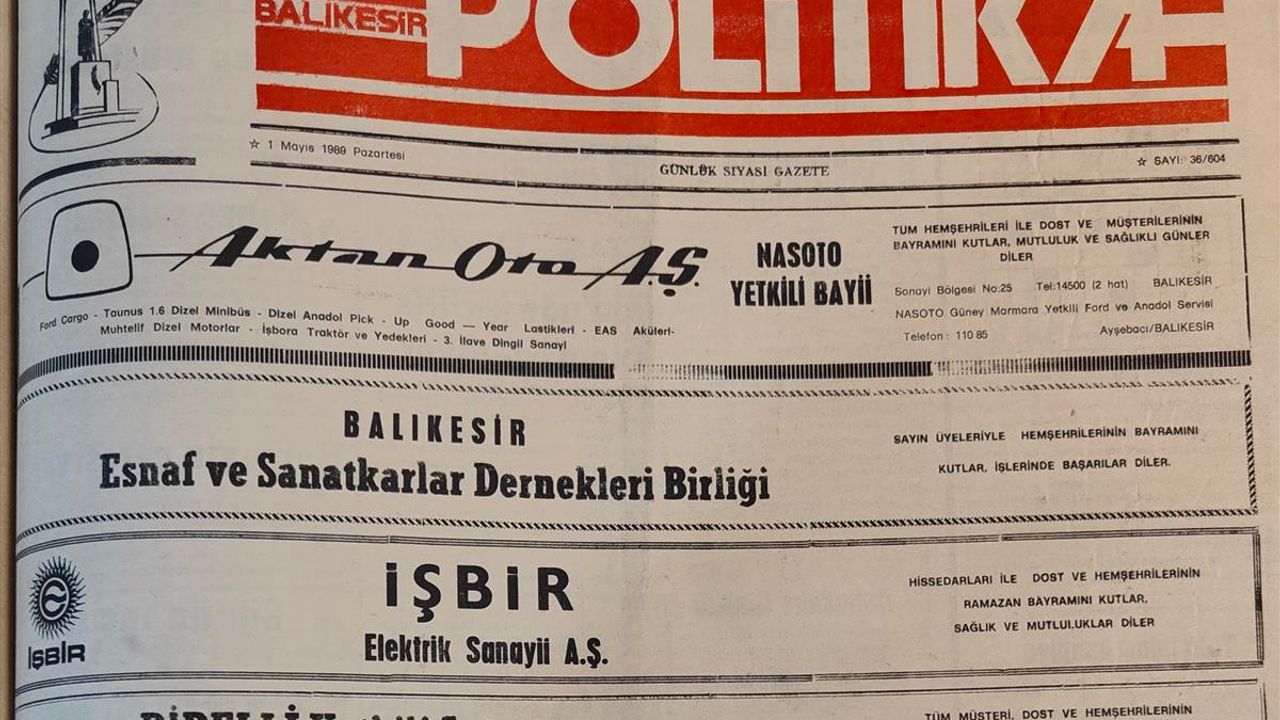 BALIKESİR
POLİTİKA
☆ 1 Mayıs 1989 Pazartesi
GÜNLÜK SİYASİ GAZETE
☆ SAYI: 36/604
Aktan Oto A.Ş.
NASOTO
YETKİLİ BAYİİ
TÜM HEMŞEHRİLERİ İLE DOST VE MÜŞTERİLERİNİN
BAYRAMINI KUTLAR, MUTLULUK VE SAĞLIKLI GÜNLER
DİLER
Sonayi Bölgesi No:25 Tel:14500 (2 hat) BALIKESİR
NASOTO Güney Marmara Yetkili Ford ve Anadol Servisi
Telefon : 110 85 Ayşebacı/BALIKESİR
Ford Cargo - Taunus 1.6 Dizel Minibüs - Dizel Anadol Pick - Up Good — Year Lastikleri - EAS Aküleri-
Muhtelif Dizel Motorlar - İşbora Traktör ve Yedekleri - 3. İlave Dingil Sanayi
BALIKESİR
Esnaf ve Sanatkarlar Dernekleri Birliği
SAYIN ÜYELERİYLE HEMŞEHRİLERİNİN BAYRAMINI
KUTLAR, İŞLERİNDE BAŞARILAR DİLER.
İŞBİR
İŞBİR
Elektrik Sanayii A.Ş.
HİSSEDARLARI İLE DOST VE HEMŞEHRİLERİNİN
RAMAZAN BAYRAMINI KUTLAR,
SAĞLIK VE MUTLULUKLAR DİLER
TÜM MÜŞTERİ, DOST VE HEMŞEHRİLERİNİN